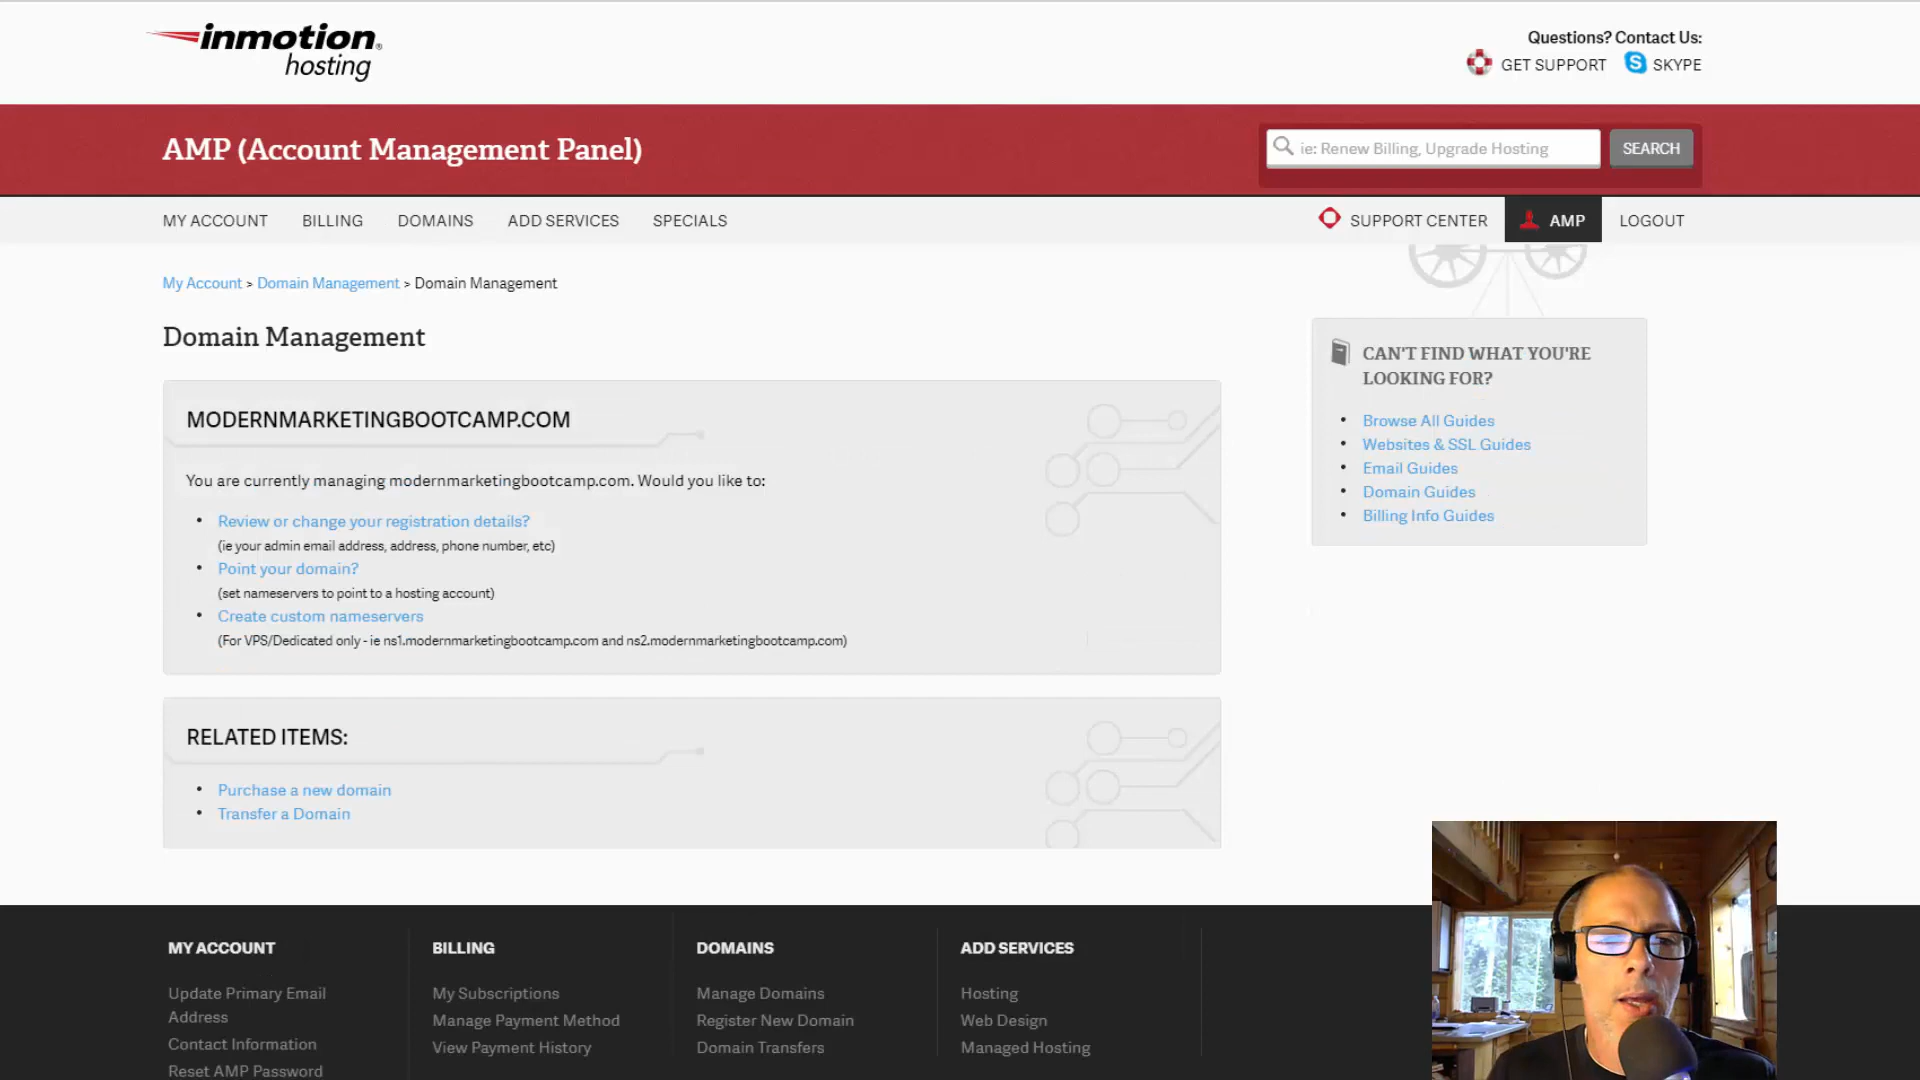 inmotion®
hosting
Questions? Contact Us:
GET SUPPORT
SKYPE
AMP (Account Management Panel)
ie: Renew Billing, Upgrade Hosting
SEARCH
MY ACCOUNT
BILLING
DOMAINS
ADD SERVICES
SPECIALS
SUPPORT CENTER
AMP
LOGOUT
My Account > Domain Management > Domain Management
Domain Management
MODERNMARKETINGBOOTCAMP.COM
You are currently managing modernmarketingbootcamp.com. Would you like to:
• Review or change your registration details?
(ie your admin email address, address, phone number, etc)
• Point your domain?
(set nameservers to point to a hosting account)
• Create custom nameservers
(For VPS/Dedicated only - ie ns1.modernmarketingbootcamp.com and ns2.modernmarketingbootcamp.com)
RELATED ITEMS:
• Purchase a new domain
• Transfer a Domain
CAN'T FIND WHAT YOU'RE
LOOKING FOR?
• Browse All Guides
• Websites & SSL Guides
• Email Guides
• Domain Guides
• Billing Info Guides
MY ACCOUNT
Update Primary Email
Address
Contact Information
Reset AMP Password
BILLING
My Subscriptions
Manage Payment Method
View Payment History
DOMAINS
Manage Domains
Register New Domain
Domain Transfers
ADD SERVICES
Hosting
Web Design
Managed Hosting